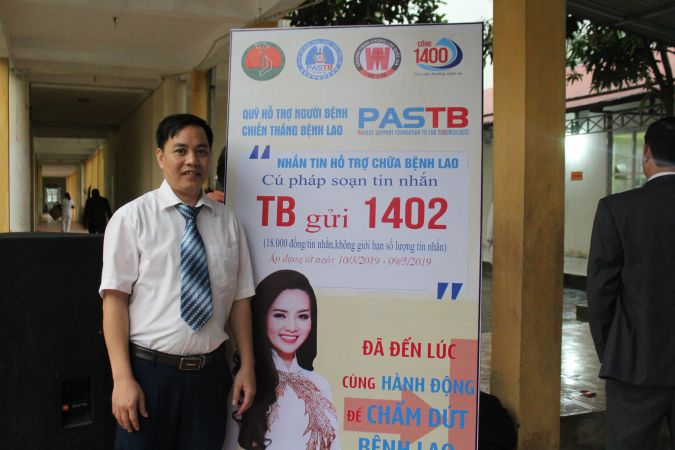 PASTB
CỔNG
1400
QUỸ HỖ TRỢ NGƯỜI BỆNH
CHIẾN THẮNG BỆNH LAO
PASTB
PATIENT SUPPORT FOUNDATION TO END TUBERCULOSIS
NHẮN TIN HỖ TRỢ CHỮA BỆNH LAO
Cú pháp soạn tin nhắn
TB gửi 1402
(18.000 đồng/tin nhắn,không giới hạn số lượng tin nhắn)
Áp dụng từ ngày 10/3/2019 - 09/5/2019
ĐÃ ĐẾN LÚC
CÙNG HÀNH ĐỘNG
ĐỂ CHẤM DỨT
BỆNH LAO